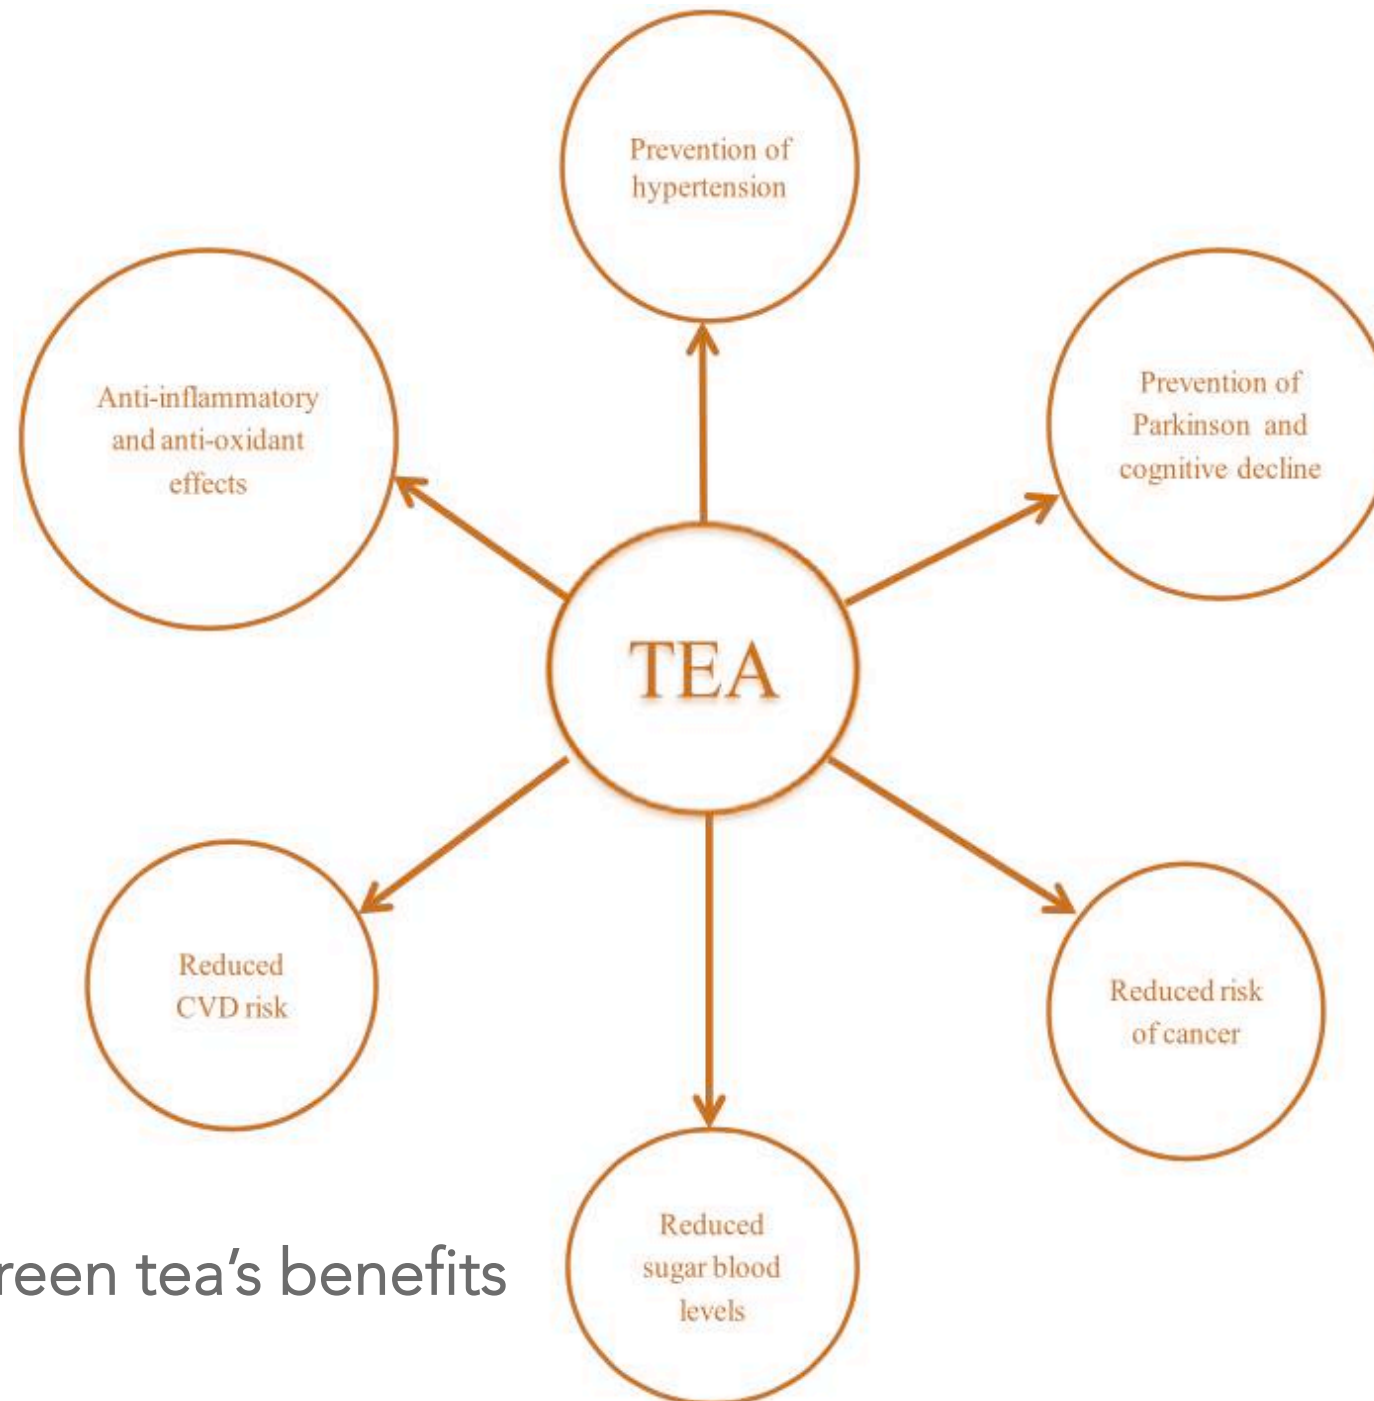 Prevention of
hypertension
Anti-inflammatory
and anti-oxidant
effects
Prevention of
Parkinson and
cognitive decline
TEA
Reduced
CVD risk
Reduced risk
of cancer
Reduced
sugar blood
levels
reen tea’s benefits